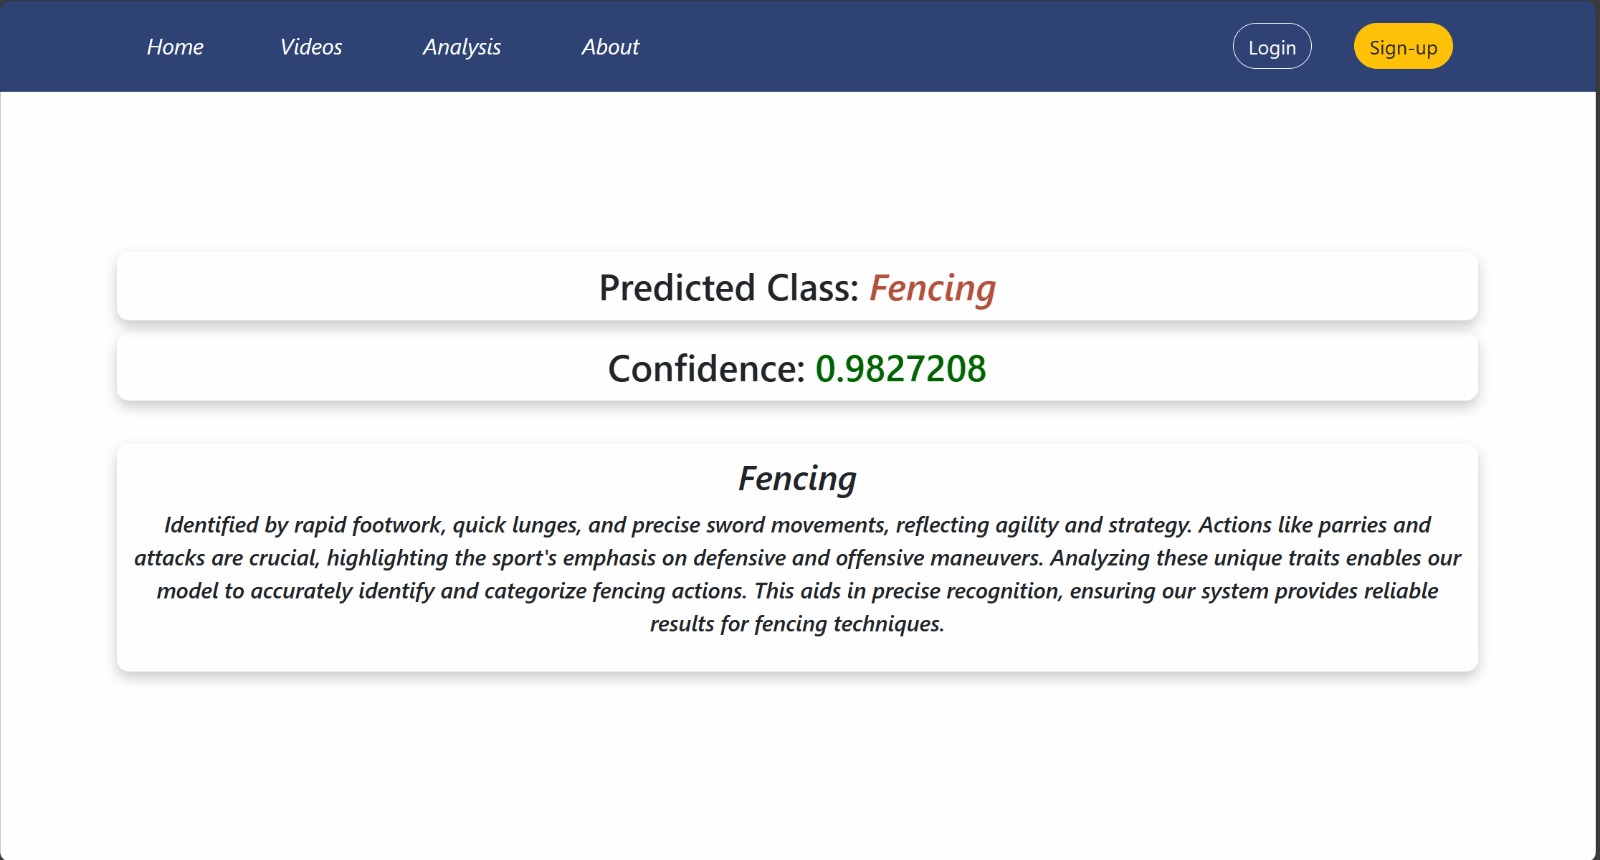 Home Videos Analysis About Login Sign-up
Predicted Class: Fencing
Confidence: 0.9827208
Fencing
Identified by rapid footwork, quick lunges, and precise sword movements, reflecting agility and strategy. Actions like parries and
attacks are crucial, highlighting the sport's emphasis on defensive and offensive maneuvers. Analyzing these unique traits enables our
model to accurately identify and categorize fencing actions. This aids in precise recognition, ensuring our system provides reliable
results for fencing techniques.